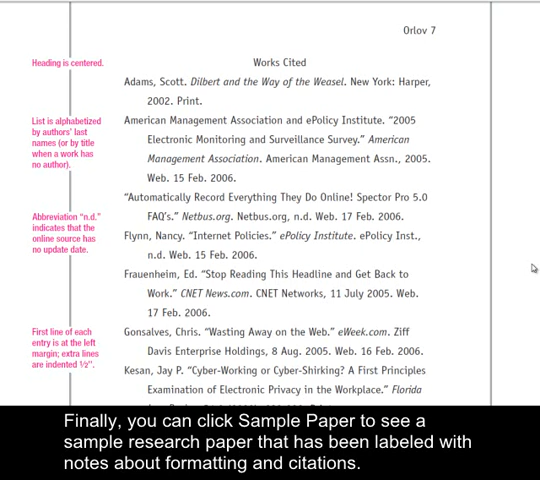 Orlov 7
Heading is centered.
Works Cited
Adams, Scott. Dilbert and the Way of the Weasel. New York: Harper,
2002. Print.
List is alphabetized
by authors' last
names (or by title
when a work has
no author).
American Management Association and ePolicy Institute. "2005
Electronic Monitoring and Surveillance Survey." American
Management Association. American Management Assn., 2005.
Web. 15 Feb. 2006.
"Automatically Record Everything They Do Online! Spector Pro 5.0
FAQ's." Netbus.org. Netbus.org, n.d. Web. 17 Feb. 2006.
Abbreviation "n.d."
indicates that the
online source has
no update date.
Flynn, Nancy. "Internet Policies." ePolicy Institute. ePolicy Inst.,
n.d. Web. 15 Feb. 2006.
Frauenheim, Ed. "Stop Reading This Headline and Get Back to
Work." CNET News.com. CNET Networks, 11 July 2005. Web.
17 Feb. 2006.
First line of each
entry is at the left
margin; extra lines
are indented ½".
Gonsalves, Chris. "Wasting Away on the Web." eWeek.com. Ziff
Davis Enterprise Holdings, 8 Aug. 2005. Web. 16 Feb. 2006.
Kesan, Jay P. "Cyber-Working or Cyber-Shirking? A First Principles
Examination of Electronic Privacy in the Workplace." Florida
Finally, you can click Sample Paper to see a
sample research paper that has been labeled with
notes about formatting and citations.